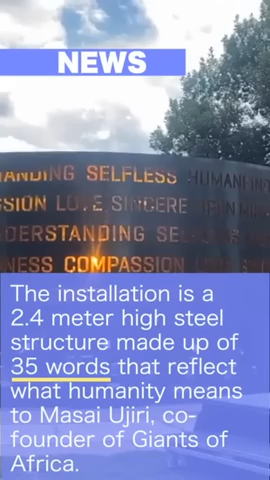 NEWS
SELFLESS HUMANKIND
LOVE SINCERE
COMPASSION
The installation is a
2.4 meter high steel
structure made up of
35 words that reflect
what humanity means
to Masai Ujiri, co-
founder of Giants of
Africa.